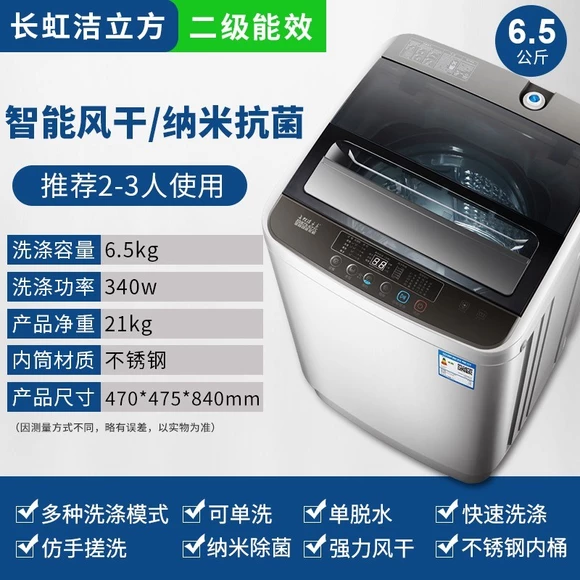 长虹洁立方 二级能效
6.5
公斤
智能风干/纳米抗菌
推荐2-3人使用
洗涤容量 6.5kg
洗涤功率 340w
产品净重 21kg
内筒材质 不锈钢
产品尺寸 470*475*840mm
（因测量方式不同，略有误差，以实物为准）
多种洗涤模式 可单洗 单脱水 快速洗涤
仿手搓洗 纳米除菌 强力风干 不锈钢内桶